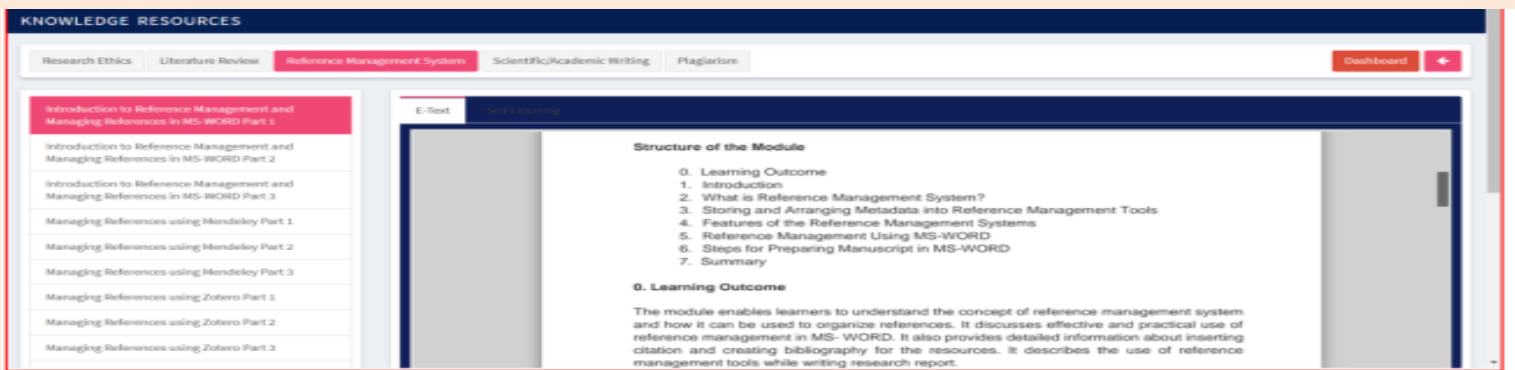 KNOWLEDGE RESOURCES
Research Ethics Literature Review Reference Management System Scientific/Academic Writing Plagiarism Dashboard
Introduction to Reference Management and
Managing References in MS-WORD Part 1
Introduction to Reference Management and
Managing References in MS-WORD Part 2
Introduction to Reference Management and
Managing References in MS-WORD Part 3
Managing References using Mendeley Part 1
Managing References using Mendeley Part 2
Managing References using Mendeley Part 3
Managing References using Zotero Part 1
Managing References using Zotero Part 2
Managing References using Zotero Part 3
E-Text Self Learning
Structure of the Module
0. Learning Outcome
1. Introduction
2. What is Reference Management System?
3. Storing and Arranging Metadata into Reference Management Tools
4. Features of the Reference Management Systems
5. Reference Management Using MS-WORD
6. Steps for Preparing Manuscript in MS-WORD
7. Summary
0. Learning Outcome
The module enables learners to understand the concept of reference management system
and how it can be used to organize references. It discusses effective and practical use of
reference management in MS- WORD. It also provides detailed information about inserting
citation and creating bibliography for the resources. It describes the use of reference
management tools while writing research report.